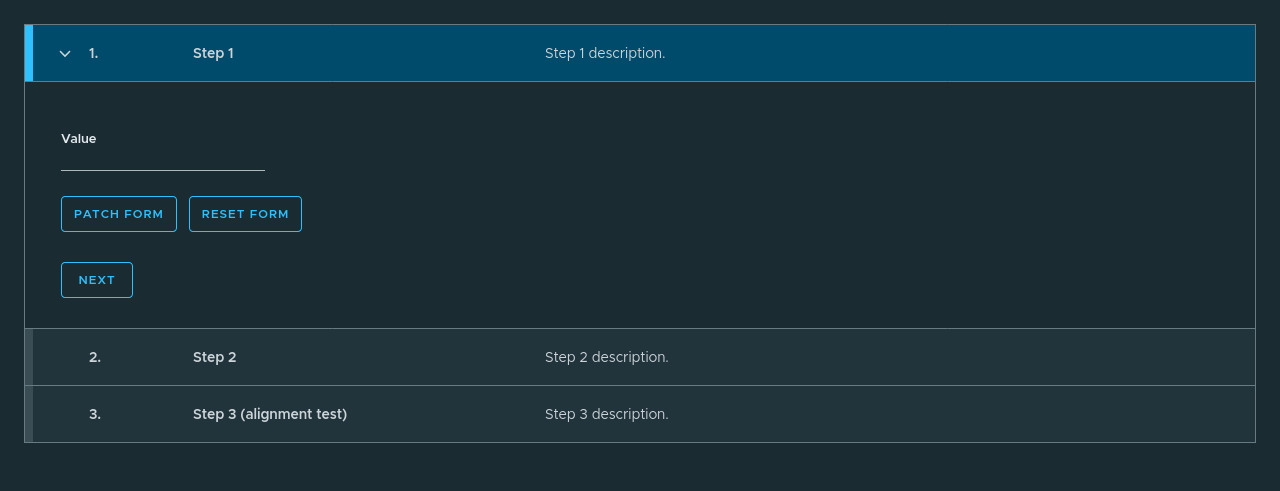 1. Step 1 Step 1 description.
Value
PATCH FORM RESET FORM
NEXT
2. Step 2 Step 2 description.
3. Step 3 (alignment test) Step 3 description.